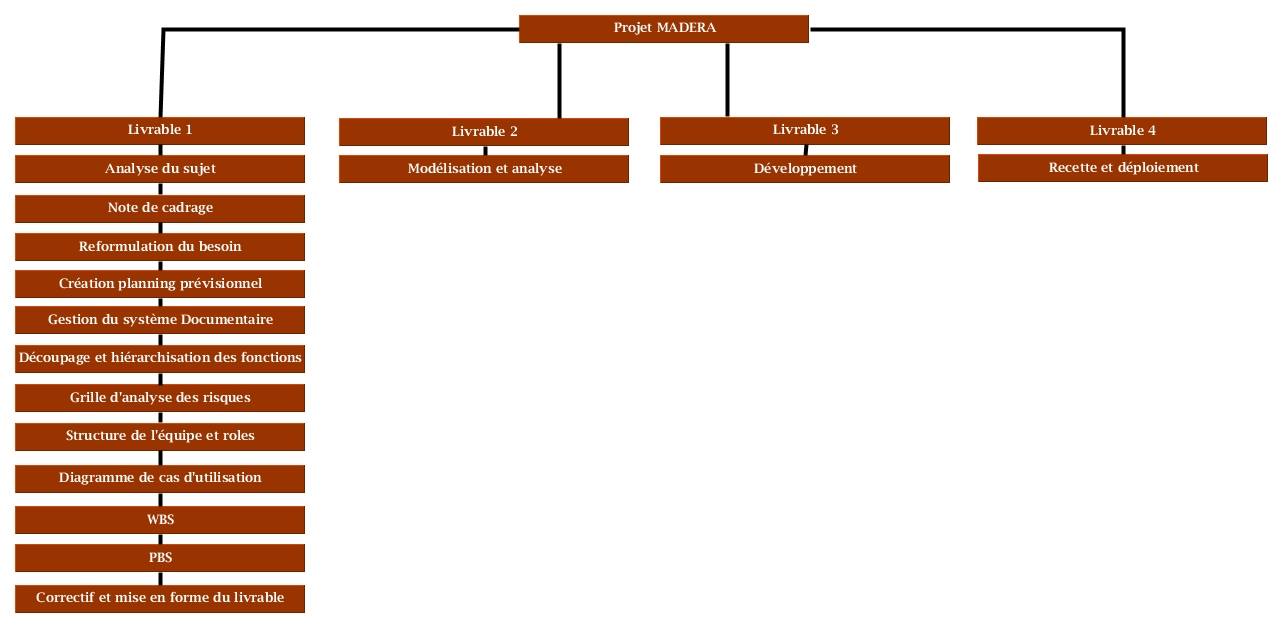 Projet MADERA
Livrable 1
Analyse du sujet
Note de cadrage
Reformulation du besoin
Création planning prévisionnel
Gestion du système Documentaire
Découpage et hiérarchisation des fonctions
Grille d'analyse des risques
Structure de l'équipe et roles
Diagramme de cas d'utilisation
WBS
PBS
Correctif et mise en forme du livrable
Livrable 2
Modélisation et analyse
Livrable 3
Développement
Livrable 4
Recette et déploiement